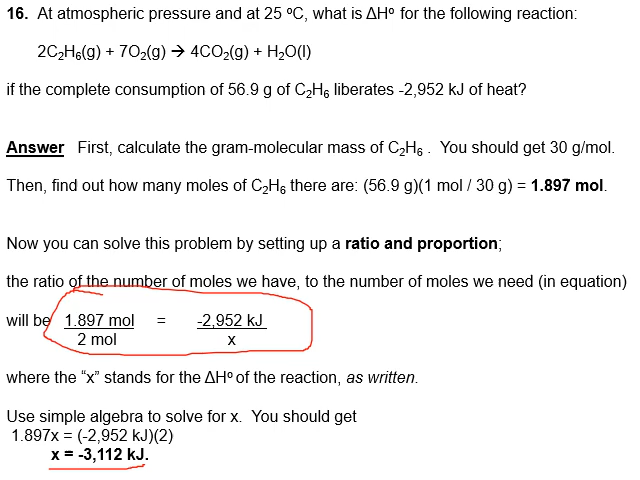 16. At atmospheric pressure and at 25 ºC, what is ΔHº for the following reaction:
2C₂H₆(g) + 7O₂(g) → 4CO₂(g) + H₂O(l)
if the complete consumption of 56.9 g of C₂H₆ liberates -2,952 kJ of heat?
Answer First, calculate the gram-molecular mass of C₂H₆ . You should get 30 g/mol.
Then, find out how many moles of C₂H₆ there are: (56.9 g)(1 mol / 30 g) = 1.897 mol.
Now you can solve this problem by setting up a ratio and proportion;
the ratio of the number of moles we have, to the number of moles we need (in equation)
will be 1.897 mol = -2,952 kJ
2 mol x
where the "x" stands for the ΔHº of the reaction, as written.
Use simple algebra to solve for x. You should get
1.897x = (-2,952 kJ)(2)
x = -3,112 kJ.